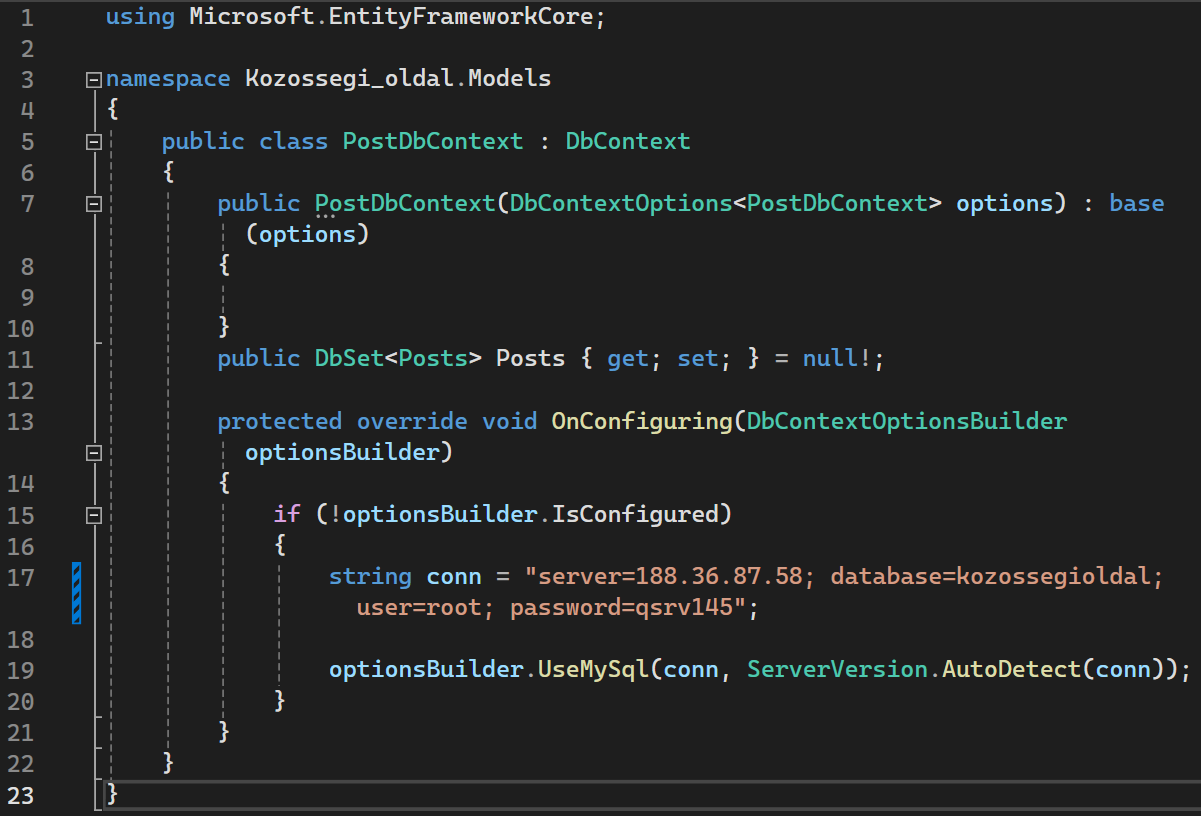 1 using Microsoft.EntityFrameworkCore;
2
3 namespace Kozossegi_oldal.Models
4 {
5 public class PostDbContext : DbContext
6 {
7 public PostDbContext(DbContextOptions<PostDbContext> options) : base
(options)
8 {
9
10 }
11 public DbSet<Posts> Posts { get; set; } = null!;
12
13 protected override void OnConfiguring(DbContextOptionsBuilder
optionsBuilder)
14 {
15 if (!optionsBuilder.IsConfigured)
16 {
17 string conn = "server=188.36.87.58; database=kozossegioldal;
user=root; password=qsrv145";
18
19 optionsBuilder.UseMySql(conn, ServerVersion.AutoDetect(conn));
20 }
21 }
22 }
23 }